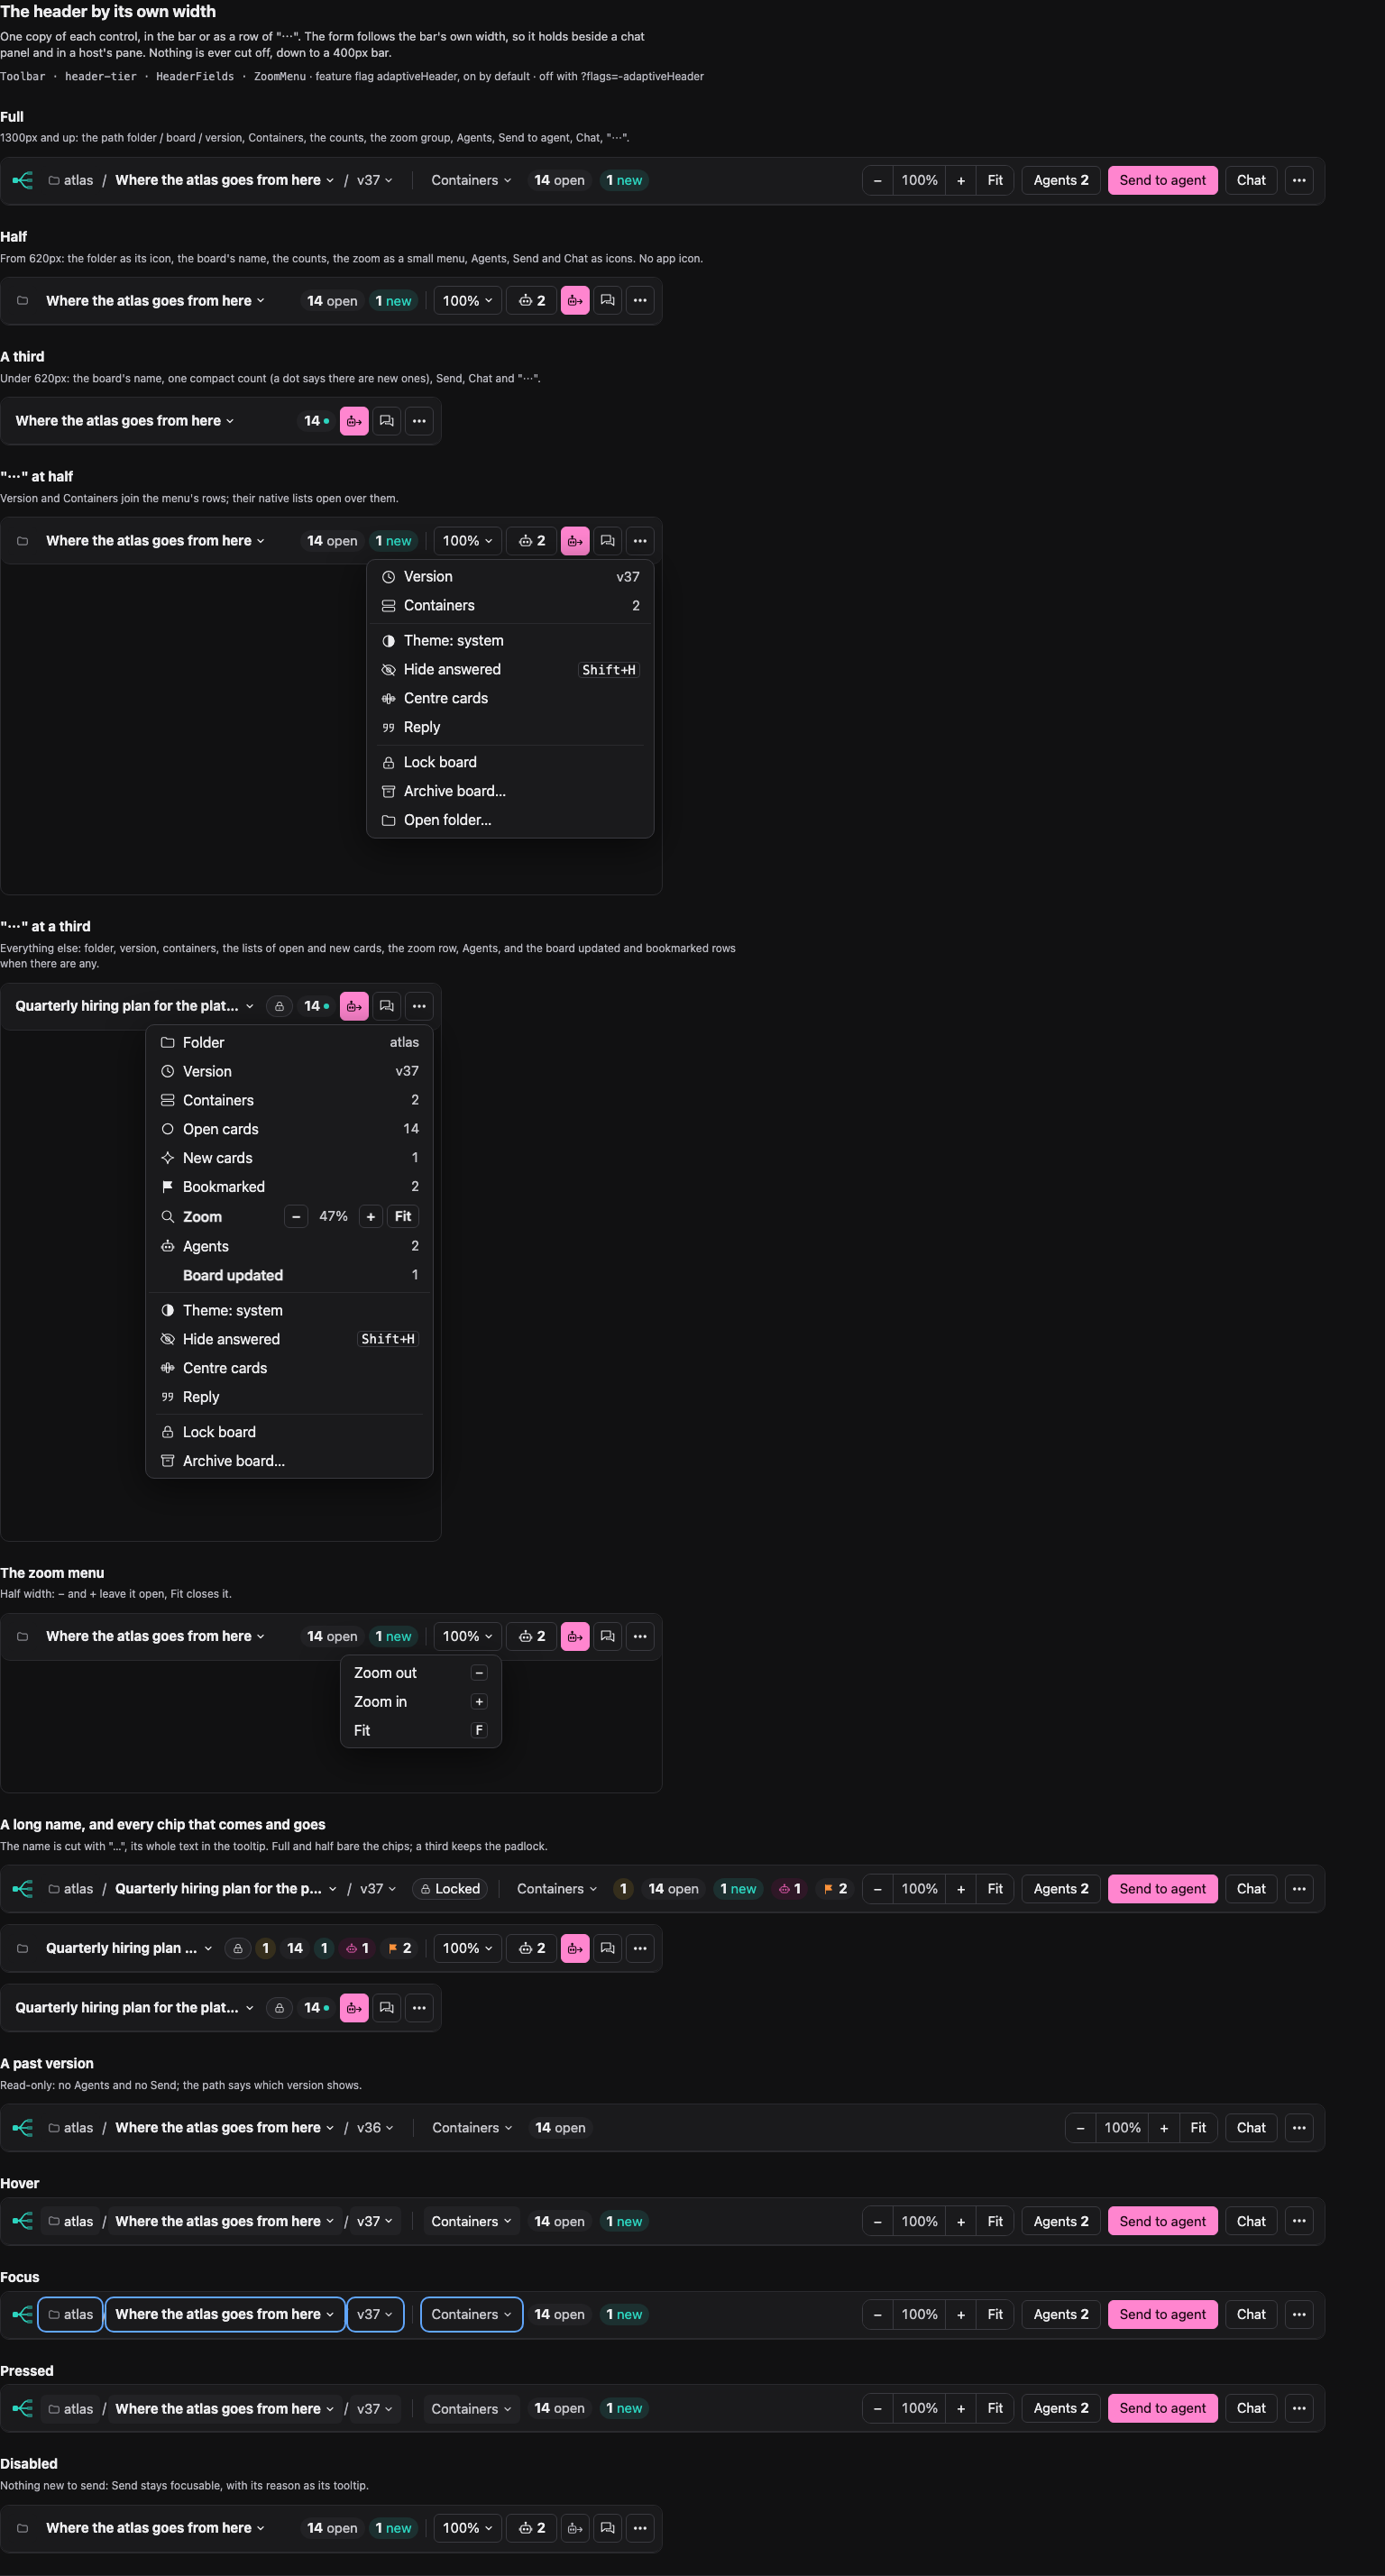 The header by its own width
One copy of each control, in the bar or as a row of "···". The form follows the bar's own width, so it holds beside a chat
panel and in a host's pane. Nothing is ever cut off, down to a 400px bar.
Toolbar · header-tier · HeaderFields · ZoomMenu · feature flag adaptiveHeader, on by default · off with ?flags=-adaptiveHeader
Full
1300px and up: the path folder / board / version, Containers, the counts, the zoom group, Agents, Send to agent, Chat, "···".
atlas / Where the atlas goes from here / v37 Containers 14 open 1 new − 100% + Fit Agents 2 Send to agent Chat ···
Half
From 620px: the folder as its icon, the board's name, the counts, the zoom as a small menu, Agents, Send and Chat as icons. No app icon.
Where the atlas goes from here 14 open 1 new 100% 2 ···
A third
Under 620px: the board's name, one compact count (a dot says there are new ones), Send, Chat and "···".
Where the atlas goes from here 14 ···
"···" at half
Version and Containers join the menu's rows; their native lists open over them.
Where the atlas goes from here 14 open 1 new 100% 2 ···
Version v37
Containers 2
Theme: system
Hide answered Shift+H
Centre cards
Reply
Lock board
Archive board...
Open folder...
"···" at a third
Everything else: folder, version, containers, the lists of open and new cards, the zoom row, Agents, and the board updated and bookmarked rows
when there are any.
Quarterly hiring plan for the plat... 14 ···
Folder atlas
Version v37
Containers 2
Open cards 14
New cards 1
Bookmarked 2
Zoom − 47% + Fit
Agents 2
Board updated 1
Theme: system
Hide answered Shift+H
Centre cards
Reply
Lock board
Archive board...
The zoom menu
Half width: − and + leave it open, Fit closes it.
Where the atlas goes from here 14 open 1 new 100% 2 ···
Zoom out −
Zoom in +
Fit F
A long name, and every chip that comes and goes
The name is cut with "…", its whole text in the tooltip. Full and half bare the chips; a third keeps the padlock.
atlas / Quarterly hiring plan for the p... / v37 Locked Containers 1 14 open 1 new 1 2 − 100% + Fit Agents 2 Send to agent Chat ···
Quarterly hiring plan ... 1 14 1 1 2 100% 2 ···
Quarterly hiring plan for the plat... 14 ···
A past version
Read-only: no Agents and no Send; the path says which version shows.
atlas / Where the atlas goes from here / v36 Containers 14 open − 100% + Fit Chat ···
Hover
atlas / Where the atlas goes from here / v37 Containers 14 open 1 new − 100% + Fit Agents 2 Send to agent Chat ···
Focus
atlas Where the atlas goes from here v37 Containers 14 open 1 new − 100% + Fit Agents 2 Send to agent Chat ···
Pressed
atlas / Where the atlas goes from here / v37 Containers 14 open 1 new − 100% + Fit Agents 2 Send to agent Chat ···
Disabled
Nothing new to send: Send stays focusable, with its reason as its tooltip.
Where the atlas goes from here 14 open 1 new 100% 2 ···